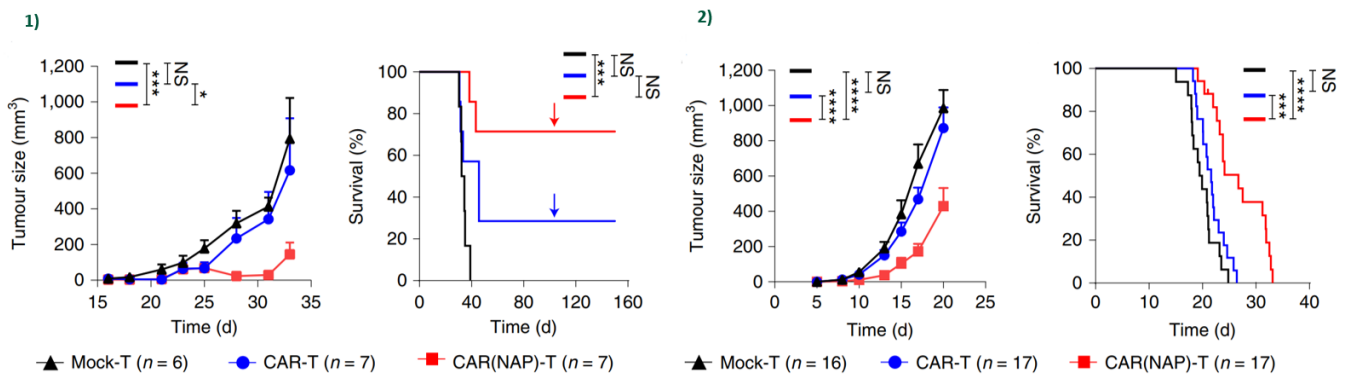 1)
1,200
1,000
800
600
400
200
0
Tumour size (mm³)
15
20
25
30
35
Time (d)
***
NS
*
100
80
60
40
20
0
Survival (%)
0
40
80
120
160
Time (d)
***
NS
NS
Mock-T (n = 6)
CAR-T (n = 7)
CAR(NAP)-T (n = 7)
2)
1,200
1,000
800
600
400
200
0
Tumour size (mm³)
0
5
10
15
20
25
Time (d)
****
****
NS
100
80
60
40
20
0
Survival (%)
0
10
20
30
40
Time (d)
***
****
NS
Mock-T (n = 16)
CAR-T (n = 17)
CAR(NAP)-T (n = 17)